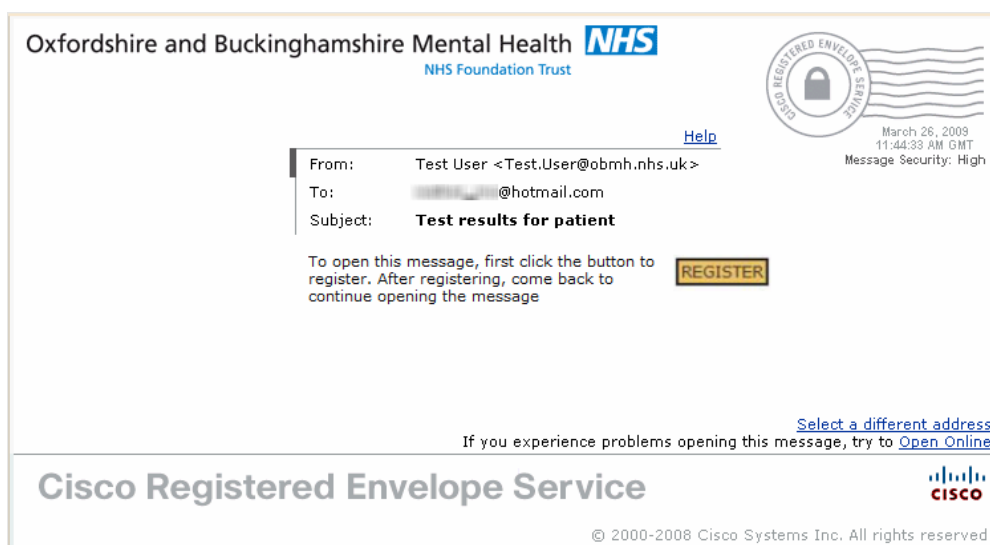 Oxfordshire and Buckinghamshire Mental Health NHS
NHS Foundation Trust
CISCO REGISTERED ENVELOPE SERVICE
March 26, 2009
11:44:33 AM GMT
Message Security: High
Help
From: Test User <Test.User@obmh.nhs.uk>
To: @hotmail.com
Subject: Test results for patient
To open this message, first click the button to
register. After registering, come back to
continue opening the message
REGISTER
Select a different address
If you experience problems opening this message, try to Open Online
Cisco Registered Envelope Service
CISCO
© 2000-2008 Cisco Systems Inc. All rights reserved